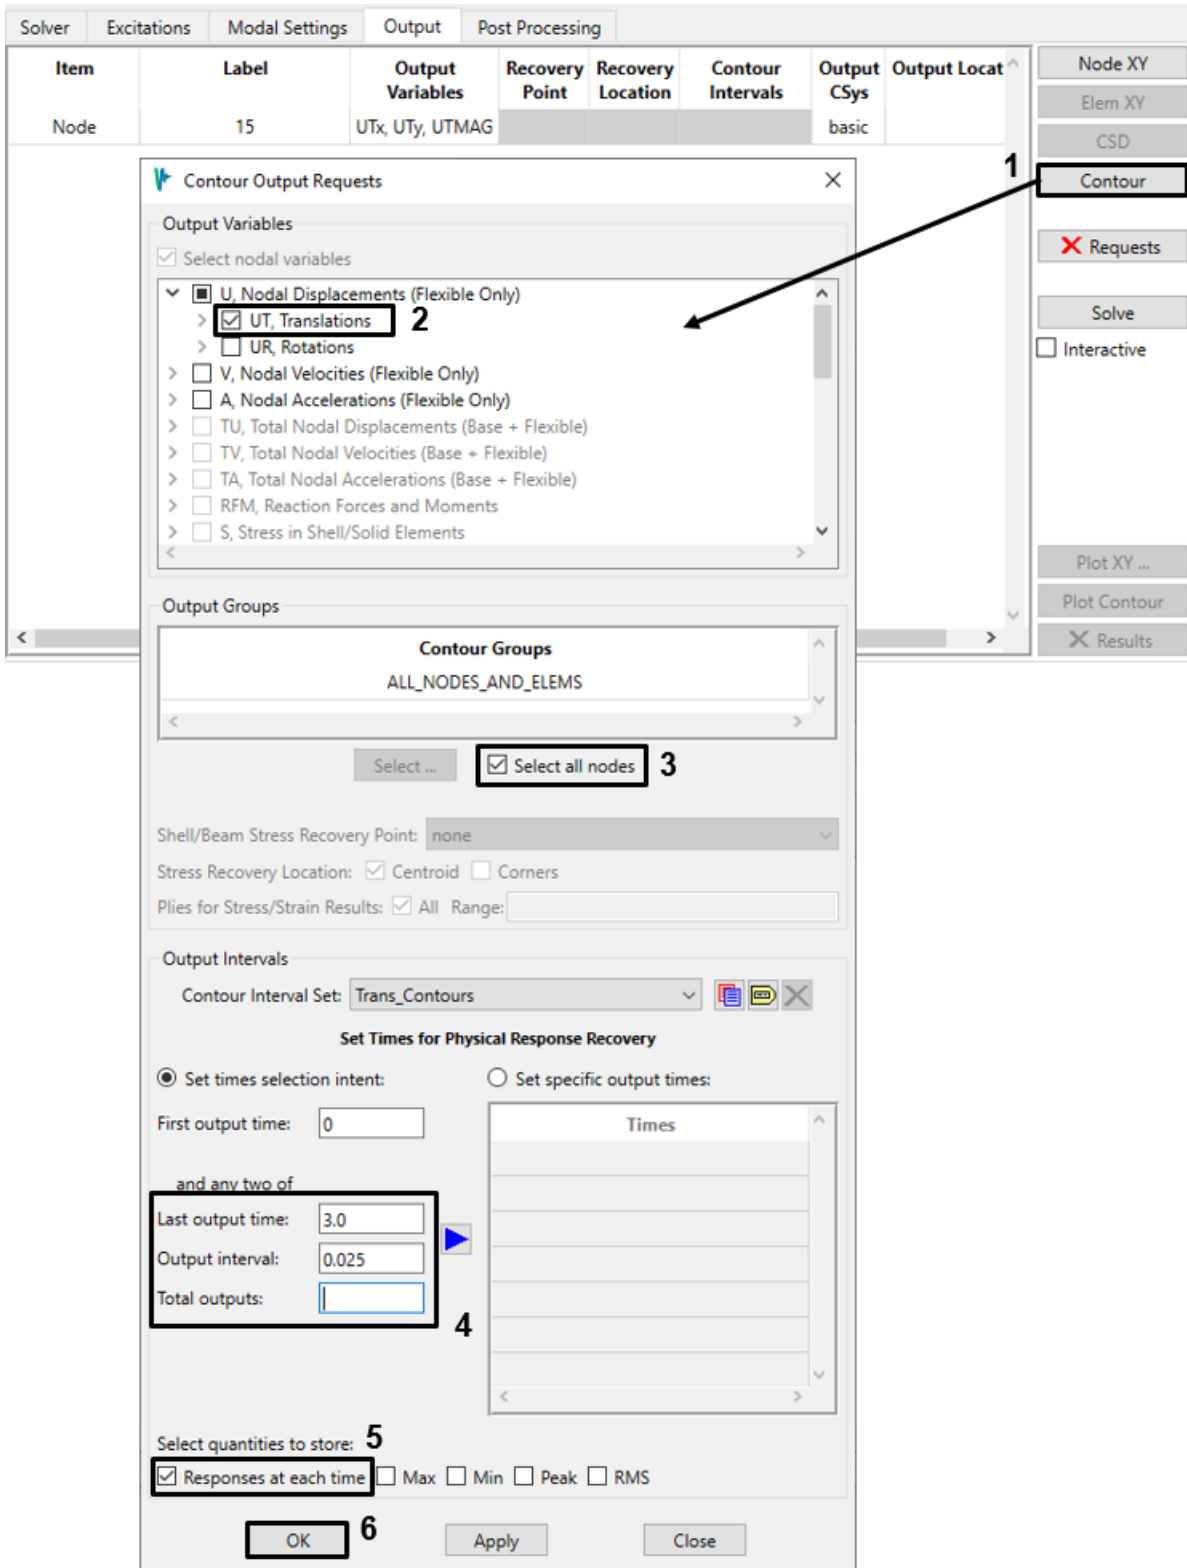 Solver Excitations Modal Settings Output Post Processing
Item Label Output Variables Recovery Point Recovery Location Contour Intervals Output CSys Output Locat
Node 15 UTx, UTy, UTMAG basic
Node XY
Elem XY
CSD
1
Contour
Requests
Solve
Interactive
Plot XY ...
Plot Contour
Results
Contour Output Requests
Output Variables
Select nodal variables
U, Nodal Displacements (Flexible Only)
UT, Translations 2
UR, Rotations
V, Nodal Velocities (Flexible Only)
A, Nodal Accelerations (Flexible Only)
TU, Total Nodal Displacements (Base + Flexible)
TV, Total Nodal Velocities (Base + Flexible)
TA, Total Nodal Accelerations (Base + Flexible)
RFM, Reaction Forces and Moments
S, Stress in Shell/Solid Elements
Output Groups
Contour Groups
ALL_NODES_AND_ELEMS
Select ... Select all nodes 3
Shell/Beam Stress Recovery Point: none
Stress Recovery Location: Centroid Corners
Plies for Stress/Strain Results: All Range:
Output Intervals
Contour Interval Set: Trans_Contours
Set Times for Physical Response Recovery
Set times selection intent: Set specific output times:
First output time: 0
Times
and any two of
Last output time: 3.0
Output interval: 0.025
Total outputs:
4
Select quantities to store: 5
Responses at each time Max Min Peak RMS
OK 6 Apply Close